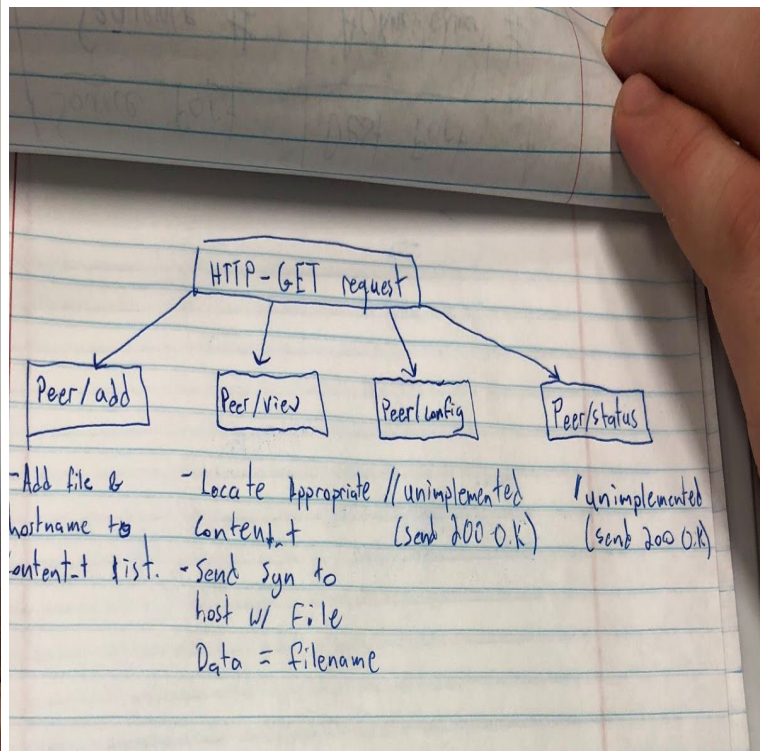 HTTP-GET request
Peer/add
Peer/view
Peer/config
Peer/status
-Add file &
hostname to
content_t list.
- Locate Appropriate
content_t
- Send Syn to
host w/ File
Data = filename
//unimplemented
(send 200 O.K)
/unimplemented
(send 200 O.K)